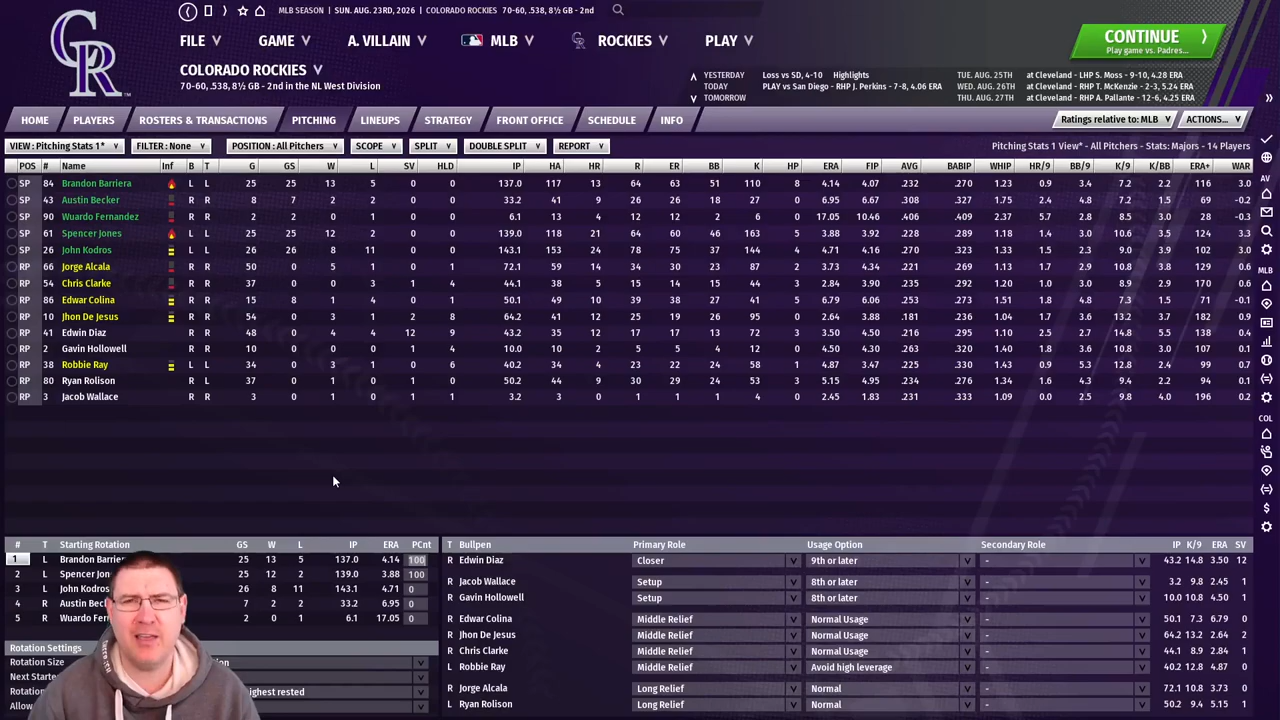 MLB SEASON | SUN. AUG. 23RD, 2026 | COLORADO ROCKIES 70-60, .538, 8½ GB - 2nd
FILE GAME A. VILLAIN MLB ROCKIES PLAY
CONTINUE
Play game vs. Padres...
COLORADO ROCKIES
70-60, .538, 8½ GB - 2nd in the NL West Division
YESTERDAY Loss vs SD, 4-10 Highlights TUE. AUG. 25TH at Cleveland - LHP S. Moss - 9-10, 4.28 ERA
TODAY PLAY vs San Diego - RHP J. Perkins - 7-8, 4.06 ERA WED. AUG. 26TH at Cleveland - RHP T. McKenzie - 2-3, 5.24 ERA
TOMORROW THU. AUG. 27TH at Cleveland - RHP A. Pallante - 12-6, 4.25 ERA
HOME PLAYERS ROSTERS & TRANSACTIONS PITCHING LINEUPS STRATEGY FRONT OFFICE SCHEDULE INFO Ratings relative to: MLB ACTIONS...
VIEW: Pitching Stats 1* FILTER: None POSITION: All Pitchers SCOPE SPLIT DOUBLE SPLIT REPORT Pitching Stats 1 View* - All Pitchers - Stats: Majors - 14 Players
POS # Name Inf B T G GS W L SV HLD IP HA HR R ER BB K HP ERA FIP AVG BABIP WHIP HR/9 BB/9 K/9 K/BB ERA+ WAR
SP 84 Brandon Barriera L L 25 25 13 5 0 0 137.0 117 13 64 63 51 110 8 4.14 4.07 .232 .270 1.23 0.9 3.4 7.2 2.2 116 3.0
SP 43 Austin Becker R R 8 7 2 2 0 0 33.2 41 9 26 26 18 27 0 6.95 6.67 .308 .327 1.75 2.4 4.8 7.2 1.5 69 -0.2
SP 90 Wuardo Fernandez R R 2 2 0 1 0 0 6.1 13 4 12 12 2 6 0 17.05 10.46 .406 .409 2.37 5.7 2.8 8.5 3.0 28 -0.3
SP 61 Spencer Jones L L 25 25 12 2 0 0 139.0 118 21 64 60 46 163 5 3.88 3.92 .228 .289 1.18 1.4 3.0 10.6 3.5 124 3.3
SP 26 John Kodros L L 26 26 8 11 0 0 143.1 153 24 78 75 37 144 4 4.71 4.16 .270 .323 1.33 1.5 2.3 9.0 3.9 102 3.0
RP 66 Jorge Alcala R R 50 0 5 1 0 1 72.1 59 14 34 30 23 87 2 3.73 4.34 .221 .269 1.13 1.7 2.9 10.8 3.8 129 0.6
RP 54 Chris Clarke R R 37 0 0 3 1 4 44.1 38 5 15 14 15 44 3 2.84 3.90 .235 .292 1.20 1.0 3.0 8.9 2.9 170 0.6
RP 86 Edwar Colina R R 15 8 1 4 0 1 50.1 49 10 39 38 27 41 5 6.79 6.06 .253 .273 1.51 1.8 4.8 7.3 1.5 71 -0.1
RP 10 Jhon De Jesus R R 54 0 3 1 2 8 64.2 41 12 25 19 26 95 0 2.64 3.88 .181 .236 1.04 1.7 3.6 13.2 3.7 182 0.9
RP 41 Edwin Diaz R R 48 0 4 4 12 9 43.2 35 12 17 17 13 72 3 3.50 4.50 .216 .295 1.10 2.5 2.7 14.8 5.5 138 0.4
RP 2 Gavin Hollowell R R 10 0 0 0 1 4 10.0 10 2 5 5 4 12 0 4.50 4.30 .263 .320 1.40 1.8 3.6 10.8 3.0 107 0.1
RP 38 Robbie Ray L L 34 0 3 1 0 6 40.2 34 4 23 22 24 58 1 4.87 3.47 .225 .330 1.43 0.9 5.3 12.8 2.4 99 0.7
RP 80 Ryan Rolison R L 37 0 1 0 1 0 50.2 44 9 30 29 24 53 3 5.15 4.95 .234 .276 1.34 1.6 4.3 9.4 2.2 94 0.1
RP 3 Jacob Wallace R R 3 0 1 0 1 1 3.2 3 0 1 1 1 4 0 2.45 1.83 .231 .333 1.09 0.0 2.5 9.8 4.0 196 0.2
# T Starting Rotation GS W L IP ERA PCnt
1 L Brandon Barrie 25 13 5 137.0 4.14 100
2 L Spencer Jon 25 12 2 139.0 3.88 100
3 L John Kodro 26 8 11 143.1 4.71 0
4 R Austin Bec 7 2 2 33.2 6.95 0
5 R Wuardo Fer 2 0 1 6.1 17.05 0
Rotation Settings
Rotation Size
Next Starte
Rotation ighest rested
Allow
T Bullpen Primary Role Usage Option Secondary Role IP K/9 ERA SV
R Edwin Diaz Closer 9th or later - 43.2 14.8 3.50 12
R Jacob Wallace Setup 8th or later - 3.2 9.8 2.45 1
R Gavin Hollowell Setup 8th or later - 10.0 10.8 4.50 1
R Edwar Colina Middle Relief Normal Usage - 50.1 7.3 6.79 0
R Jhon De Jesus Middle Relief Normal Usage - 64.2 13.2 2.64 2
R Chris Clarke Middle Relief Normal Usage - 44.1 8.9 2.84 1
L Robbie Ray Middle Relief Avoid high leverage - 40.2 12.8 4.87 0
R Jorge Alcala Long Relief Normal - 72.1 10.8 3.73 0
L Ryan Rolison Long Relief Normal - 50.2 9.4 5.15 1
AV
MLB
COL
CR